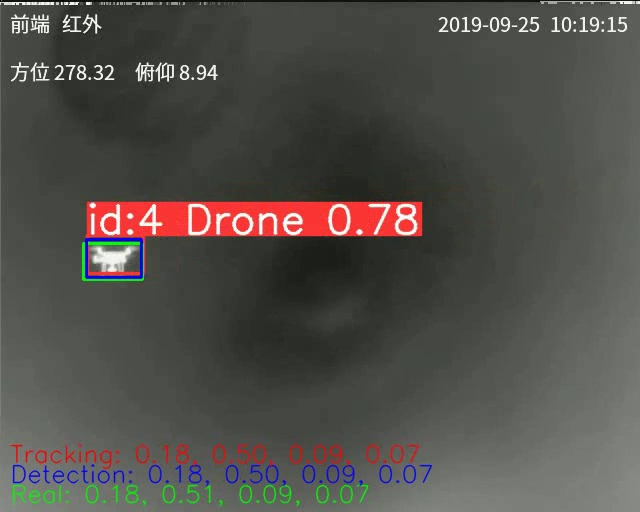 前端 红外 2019-09-25 10:19:15
方位 278.32 俯仰 8.94
id:4 Drone 0.78
Tracking: 0.18, 0.50, 0.09, 0.07
Detection: 0.18, 0.50, 0.09, 0.07
Real: 0.18, 0.51, 0.09, 0.07